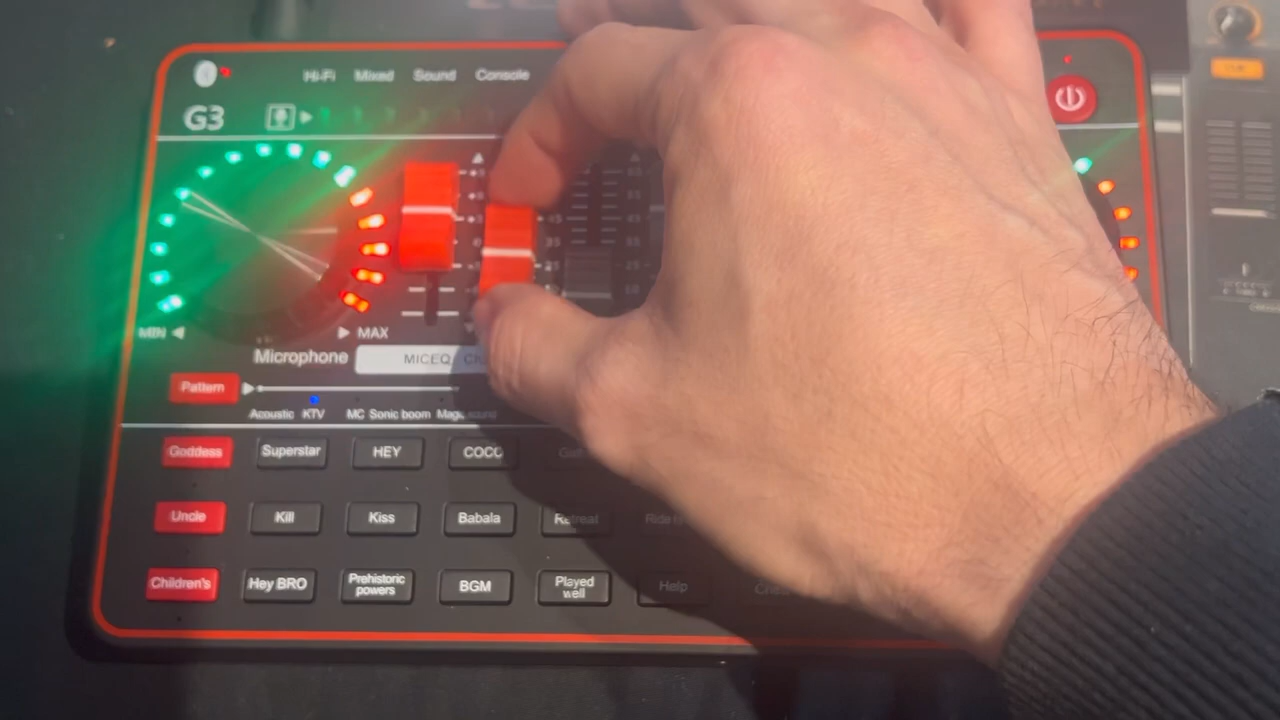 Hi-Fi Mixed Sound Console
G3
MIN
MAX
Microphone
MICEQ
Pattern
Acoustic KTV MC Sonic boom
Goddess Superstar HEY COCO
Uncle Kill Kiss Babala Retreat
Children's Hey BRO Prehistoric powers BGM Played well Help